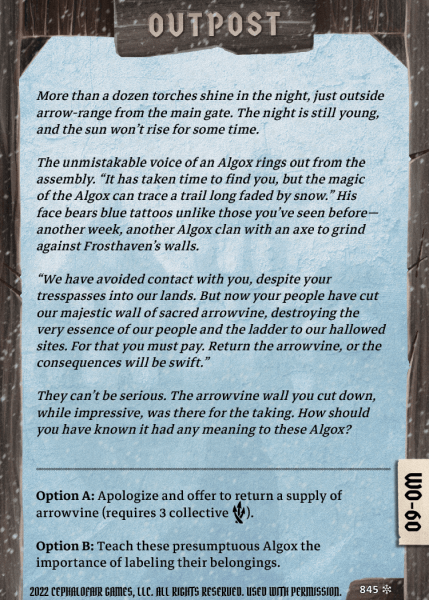 OUTPOST
More than a dozen torches shine in the night, just outside
arrow-range from the main gate. The night is still young,
and the sun won’t rise for some time.
The unmistakable voice of an Algox rings out from the
assembly. “It has taken time to find you, but the magic
of the Algox can trace a trail long faded by snow.” His
face bears blue tattoos unlike those you’ve seen before—
another week, another Algox clan with an axe to grind
against Frosthaven’s walls.
“We have avoided contact with you, despite your
tresspasses into our lands. But now your people have cut
our majestic wall of sacred arrowvine, destroying the
very essence of our people and the ladder to our hallowed
sites. For that you must pay. Return the arrowvine, or the
consequences will be swift.”
They can’t be serious. The arrowvine wall you cut down,
while impressive, was there for the taking. How should
you have known it had any meaning to these Algox?
Option A: Apologize and offer to return a supply of
arrowvine (requires 3 collective ).
Option B: Teach these presumptuous Algox the
importance of labeling their belongings.
WO-09
2022 CEPHALOFAIR GAMES, LLC. ALL RIGHTS RESERVED. USED WITH PERMISSION.
845